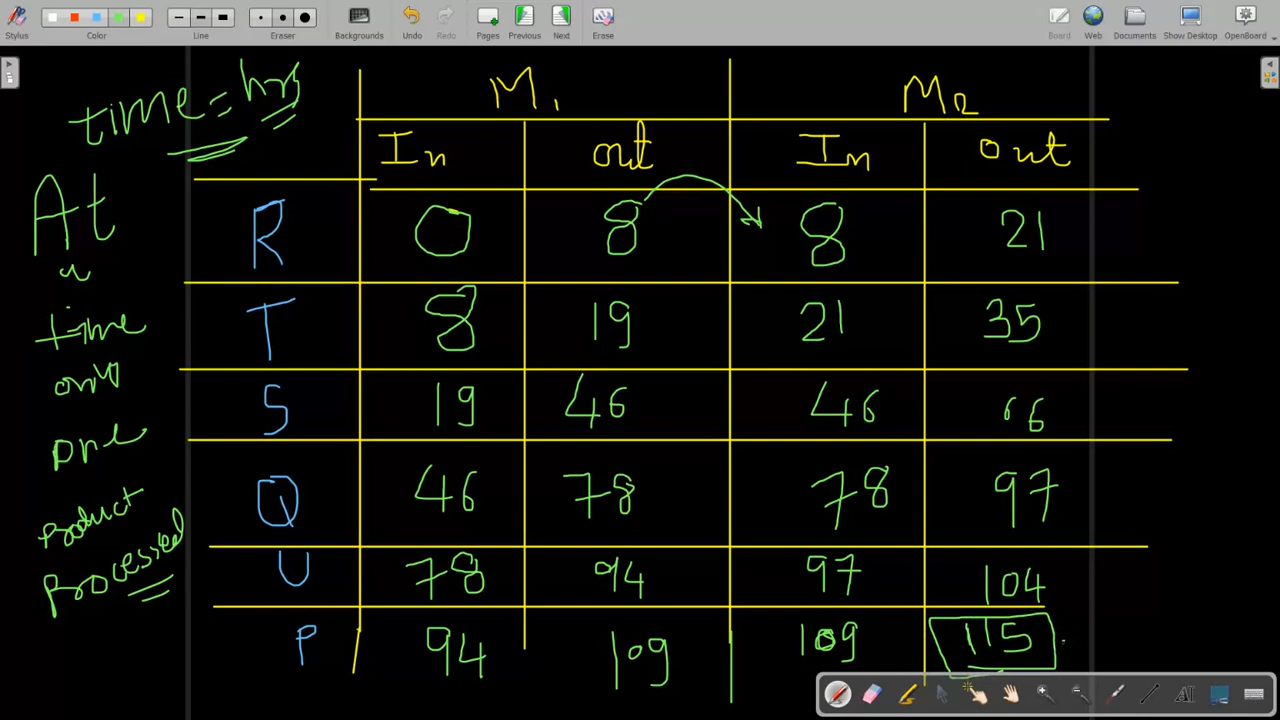 Stylus Color Line Eraser Backgrounds Undo Redo Pages Previous Next Erase Board Web Documents Show Desktop OpenBoard
time = hrs
M1 M2
In out In out
R 0 8 8 21
T 8 19 21 35
S 19 46 46 66
Q 46 78 78 97
U 78 94 97 104
P 94 109 109 115
At
a
time
only
one
product
processed